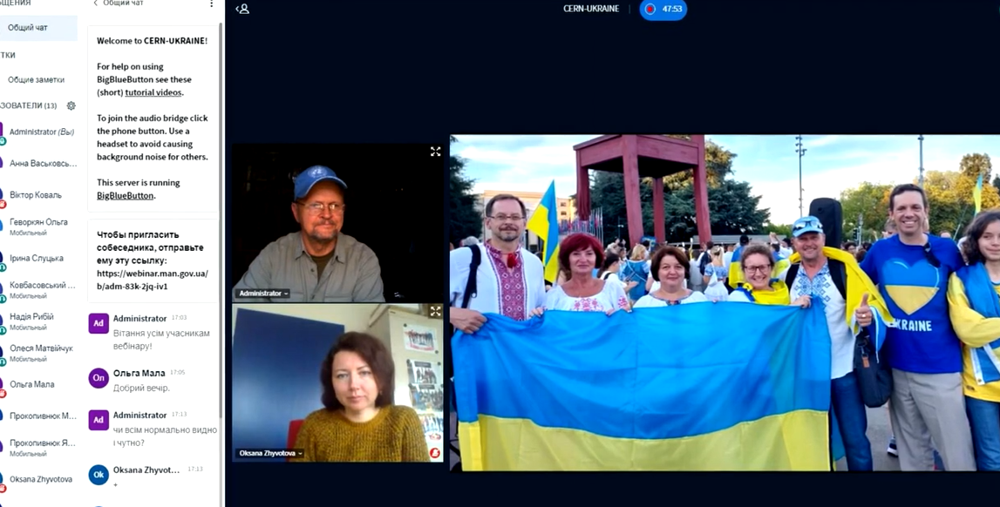 Общий чат
ТКИ
Общие заметки
ЗОВАТЕЛИ (13)
Administrator (Вы)
Анна Васьковсь...
Віктор Коваль
Геворкян Ольга
Мобильный
Ірина Слуцька
Ковбасовський ...
Мобильный
Надія Рибій
Мобильный
Олеся Матвійчук
Мобильный
Ольга Мала
Прокопивнюк М...
Прокопивнюк Я...
Мобильный
Oksana Zhyvotova
Общий чат
Welcome to CERN-UKRAINE!
For help on using
BigBlueButton see these
(short) tutorial videos.
To join the audio bridge click
the phone button. Use a
headset to avoid causing
background noise for others.
This server is running
BigBlueButton.
Чтобы пригласить
собеседника, отправьте
ему эту ссылку:
https://webinar.man.gov.ua/
b/adm-83k-2jq-iv1
Ad Administrator 17:03
Вітання усім учасникам
вебінару!
Ол Ольга Мала 17:05
Добрий вечір.
Ad Administrator 17:13
чи всім нормально видно
і чутно?
Ok Oksana Zhyvot... 17:13
+
CERN-UKRAINE 47:53
Administrator
Oksana Zhyvotova
KRAINE